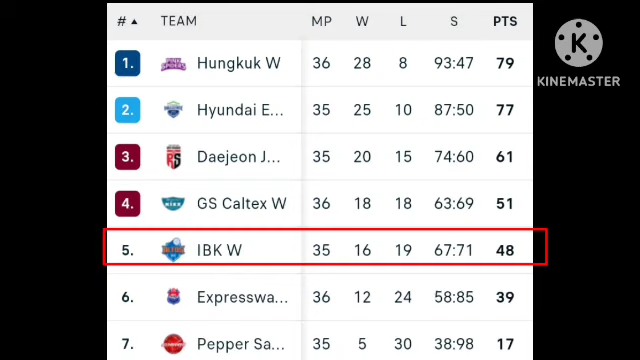 # ▲ TEAM MP W L S PTS
1. Hungkuk W 36 28 8 93:47 79
2. Hyundai E... 35 25 10 87:50 77
3. Daejeon J... 35 20 15 74:60 61
4. GS Caltex W 36 18 18 63:69 51
5. IBK W 35 16 19 67:71 48
6. Expresswa... 36 12 24 58:85 39
7. Pepper Sa... 35 5 30 38:98 17
K
KINEMASTER